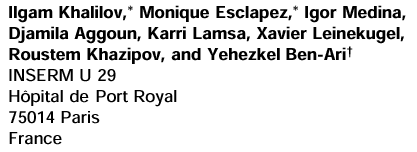 Ilgam Khalilov,* Monique Esclapez,* Igor Medina,
Djamila Aggoun, Karri Lamsa, Xavier Leinekugel,
Roustem Khazipov, and Yehezkel Ben-Ari†
INSERM U 29
Hôpital de Port Royal
75014 Paris
France